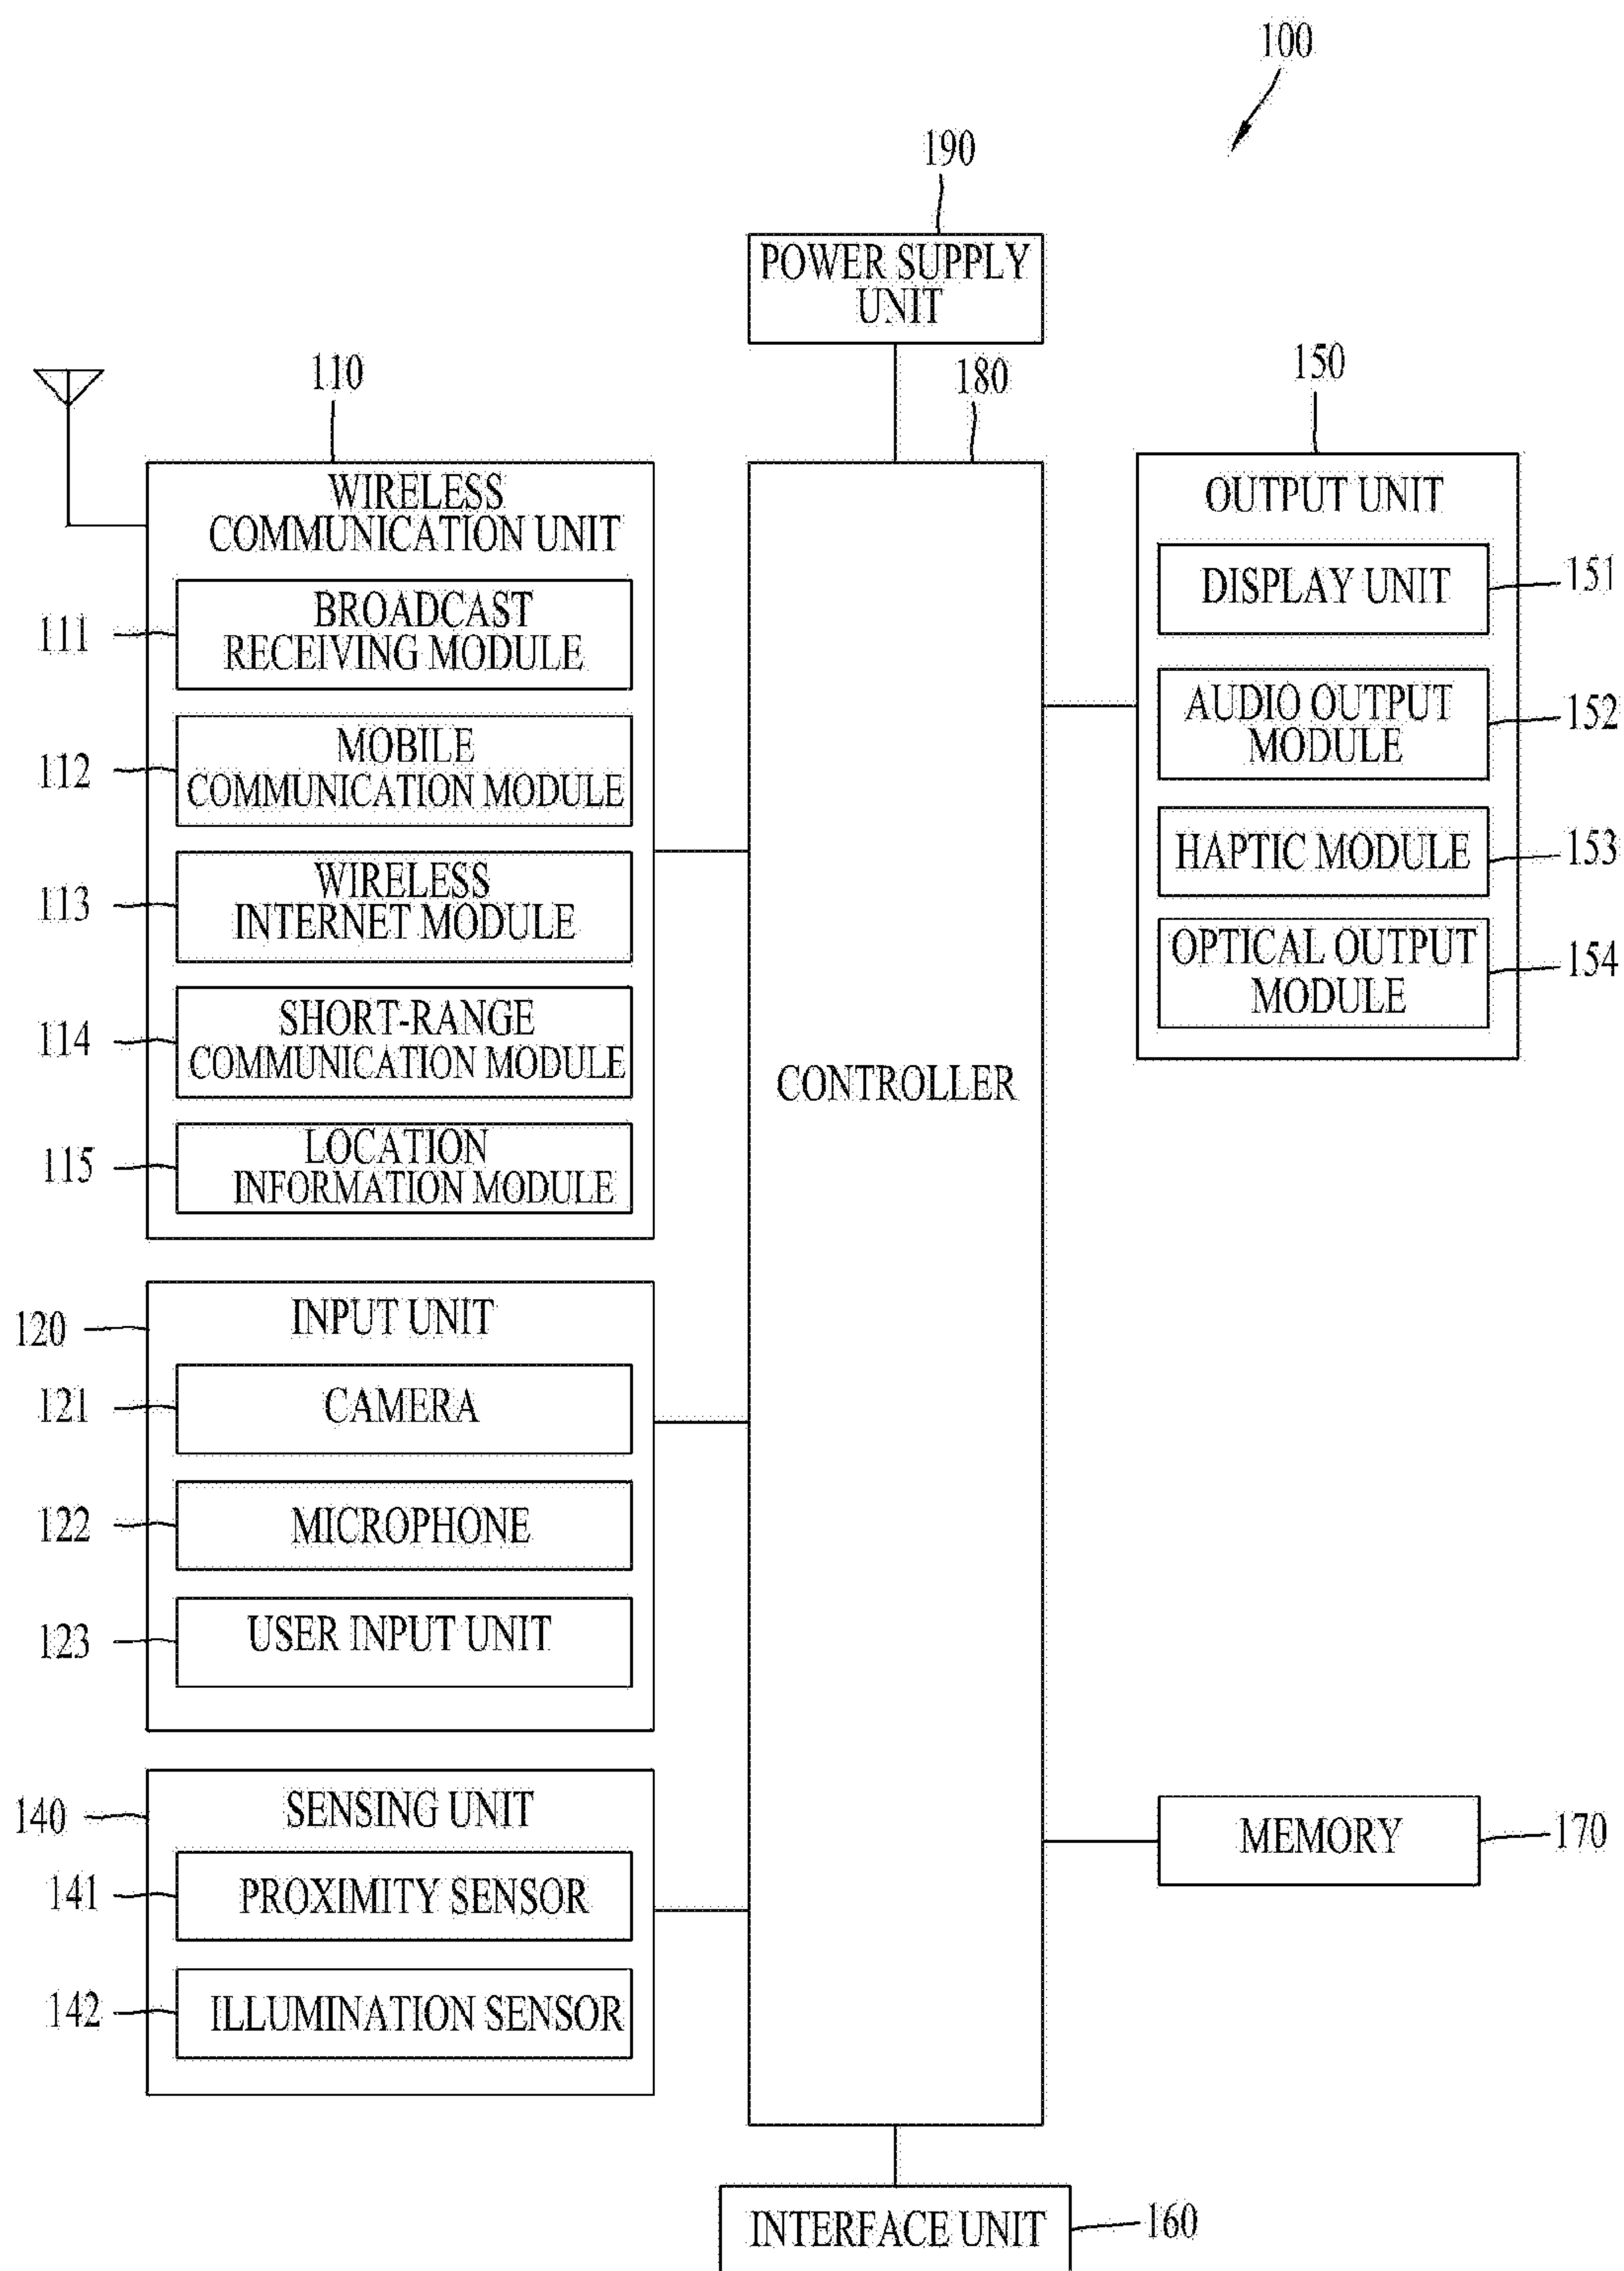 100
190
POWER SUPPLY
UNIT
110
180
150
WIRELESS
COMMUNICATION UNIT
111
BROADCAST
RECEIVING MODULE
112
MOBILE
COMMUNICATION MODULE
113
WIRELESS
INTERNET MODULE
114
SHORT-RANGE
COMMUNICATION MODULE
115
LOCATION
INFORMATION MODULE
120
INPUT UNIT
121
CAMERA
122
MICROPHONE
123
USER INPUT UNIT
140
SENSING UNIT
141
PROXIMITY SENSOR
142
ILLUMINATION SENSOR
CONTROLLER
OUTPUT UNIT
DISPLAY UNIT
151
AUDIO OUTPUT
MODULE
152
HAPTIC MODULE
153
OPTICAL OUTPUT
MODULE
154
MEMORY
170
INTERFACE UNIT
160